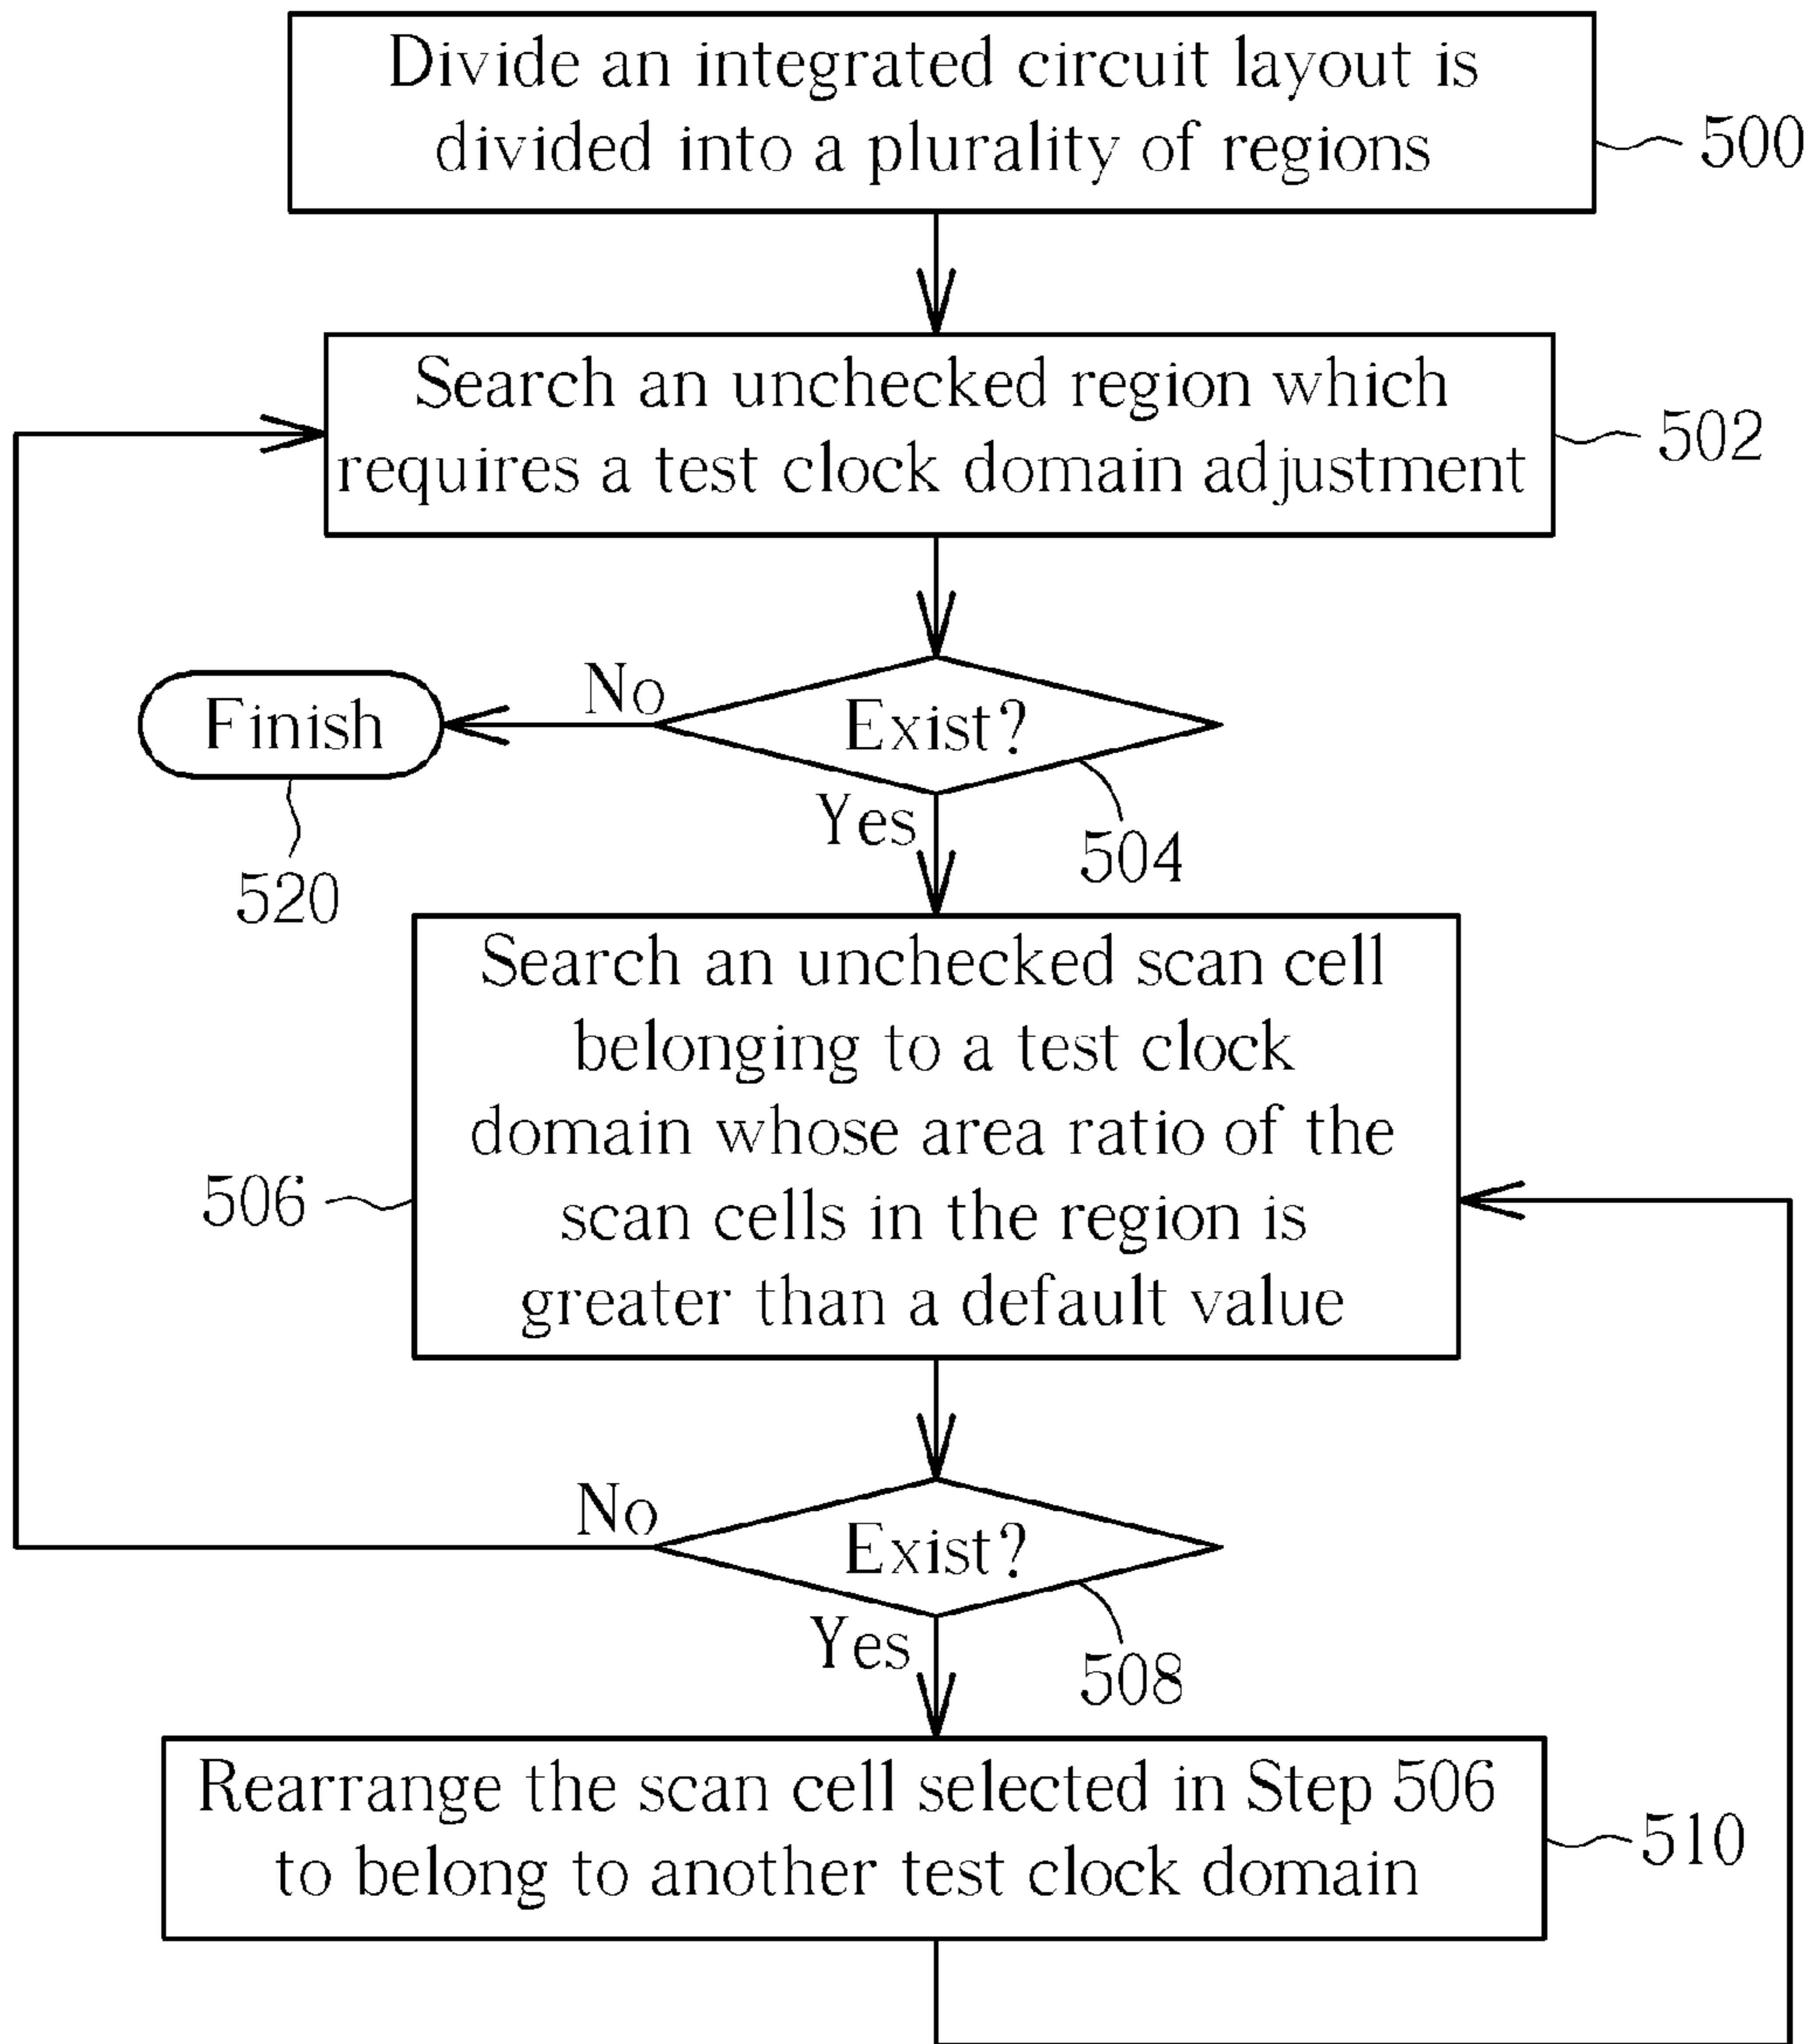 Divide an integrated circuit layout is
divided into a plurality of regions
500
Search an unchecked region which
requires a test clock domain adjustment
502
No
Finish
Exist?
Yes
504
520
Search an unchecked scan cell
belonging to a test clock
domain whose area ratio of the
scan cells in the region is
greater than a default value
506
No
Exist?
Yes
508
Rearrange the scan cell selected in Step 506
to belong to another test clock domain
510